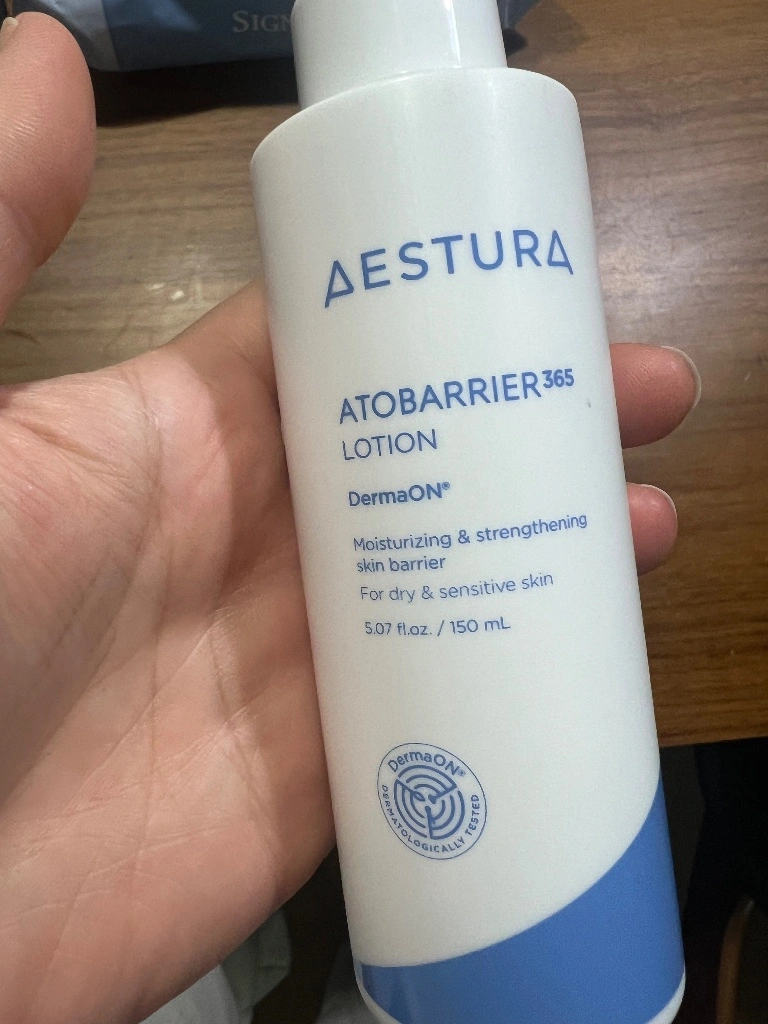 SIGN
AESTURA
ATOBARRIER³⁶⁵
LOTION
DermaON®
Moisturizing & strengthening
skin barrier
For dry & sensitive skin
5.07 fl.oz. / 150 mL
DermaON®
DERMATOLOGICALLY TESTED